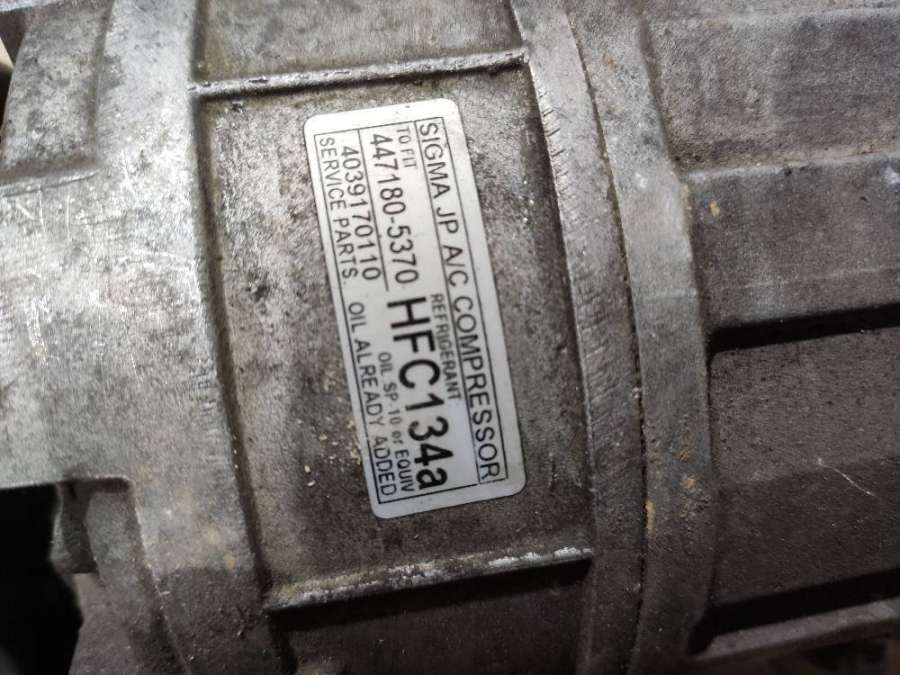 SIGMA JP A/C COMPRESSOR
TO FIT
447180-5370
4039170110
SERVICE PARTS.
REFRIGERANT
HFC134a
OIL SP-10 or EQUIV
OIL ALREADY ADDED